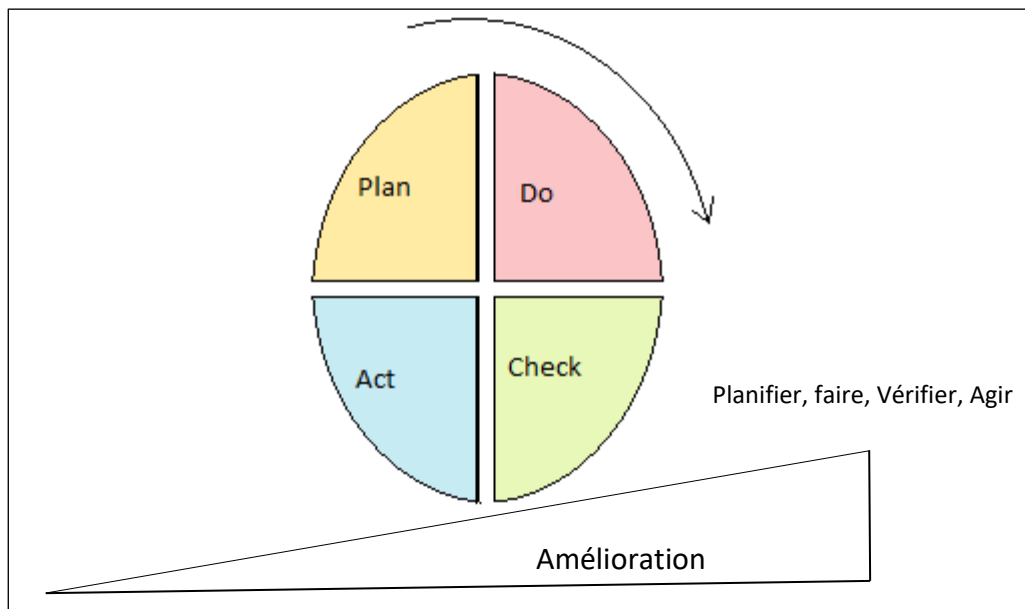 Plan
Do
Act
Check
Planifier, faire, Vérifier, Agir
Amélioration